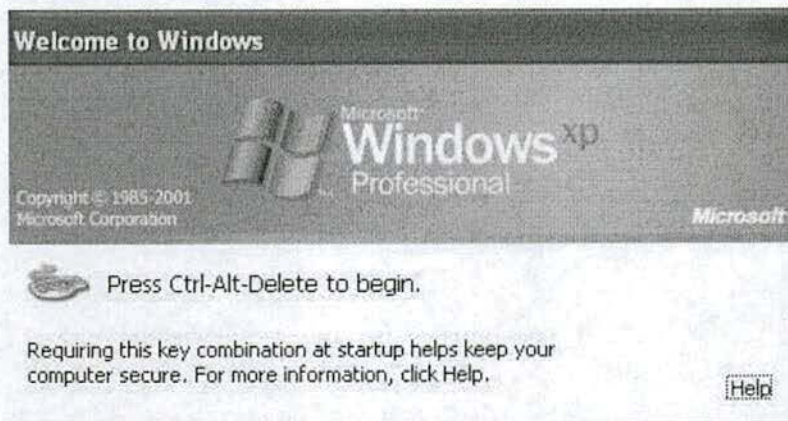 Welcome to Windows
Microsoft
Windows xp
Professional
Copyright © 1985-2001
Microsoft Corporation
Microsoft
Press Ctrl-Alt-Delete to begin.
Requiring this key combination at startup helps keep your
computer secure. For more information, click Help.
Help